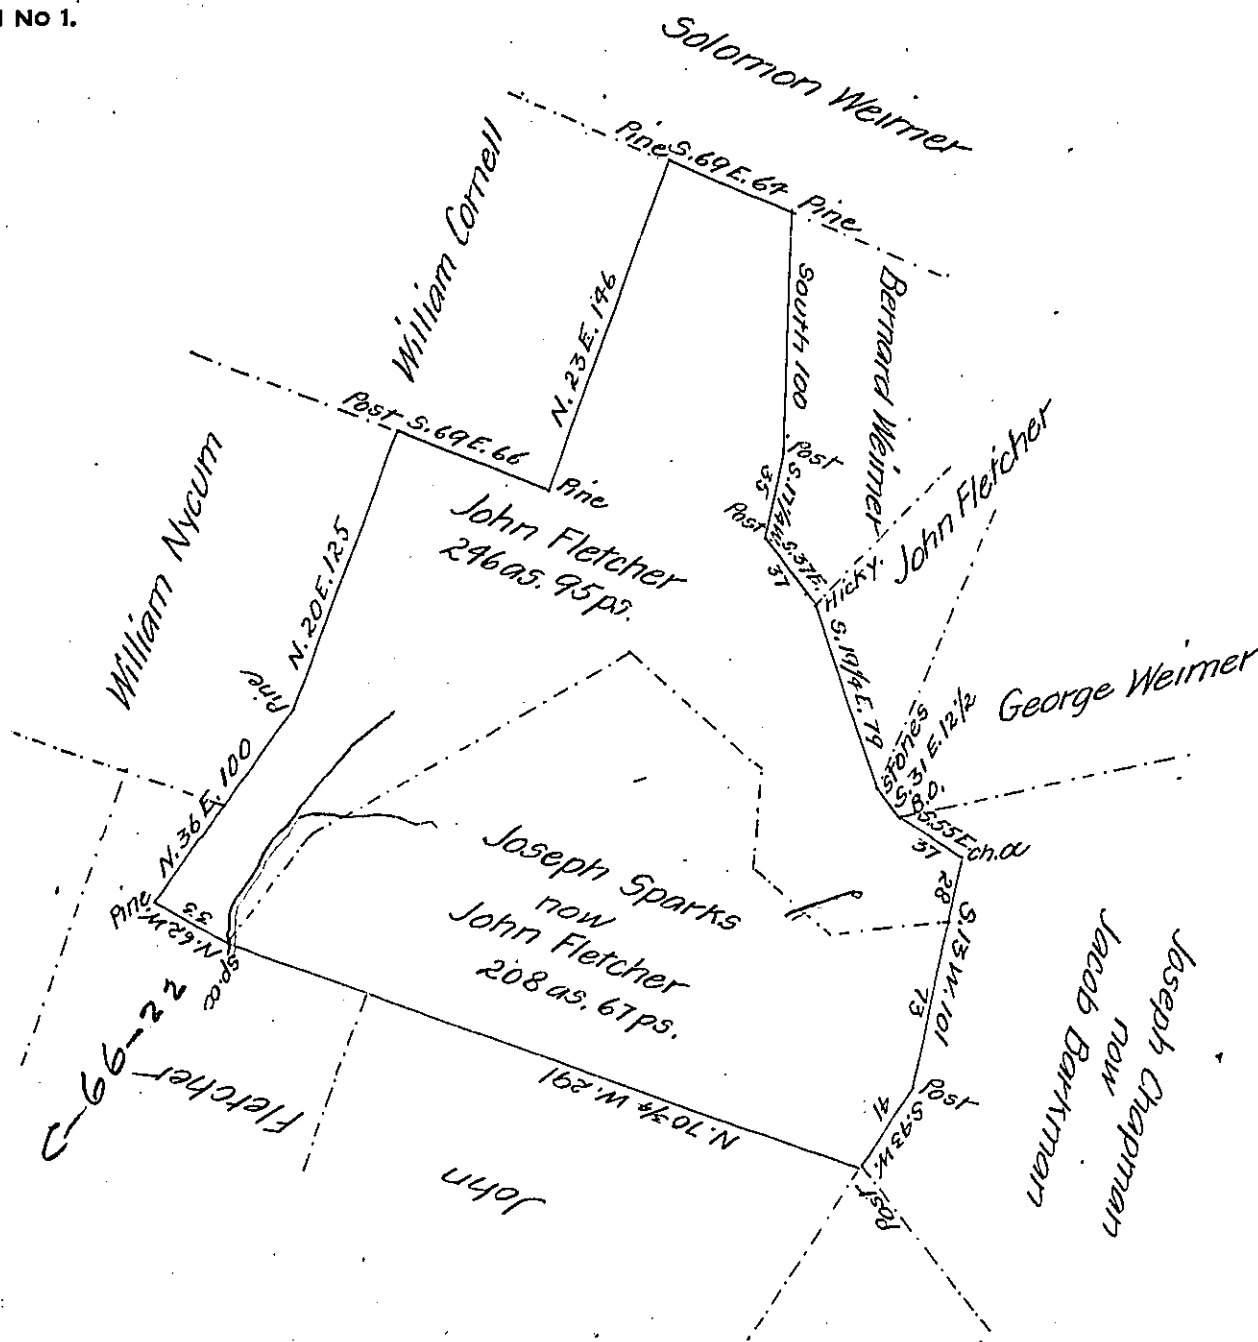 No 1.
Solomon Weimer
William Cornell
Pine S.69E.64 Pine
South 100
Bernard Weimer
N.23E.146
Post S.69E.66
Pine
William Nycum
John Fletcher
246as.95ps.
Post
S.17¼W.
35
Post
S.37E.
37
Hicky.
John Fletcher
N.20E.125
Pine
S.19¼E.79
Stones
S.31E.12½
George Weimer
B.O.
S.55E.
37
ch.o
28
N.36E.100
Pine
N.62W.
33
sp.o
Joseph Sparks
now
John Fletcher
208as.67ps.
S.13W.101
73
Joseph Chapman
now
Jacob Barkman
Post
S.43W.
41
Post
N.70¾W.291
C-66-22
John
Fletcher